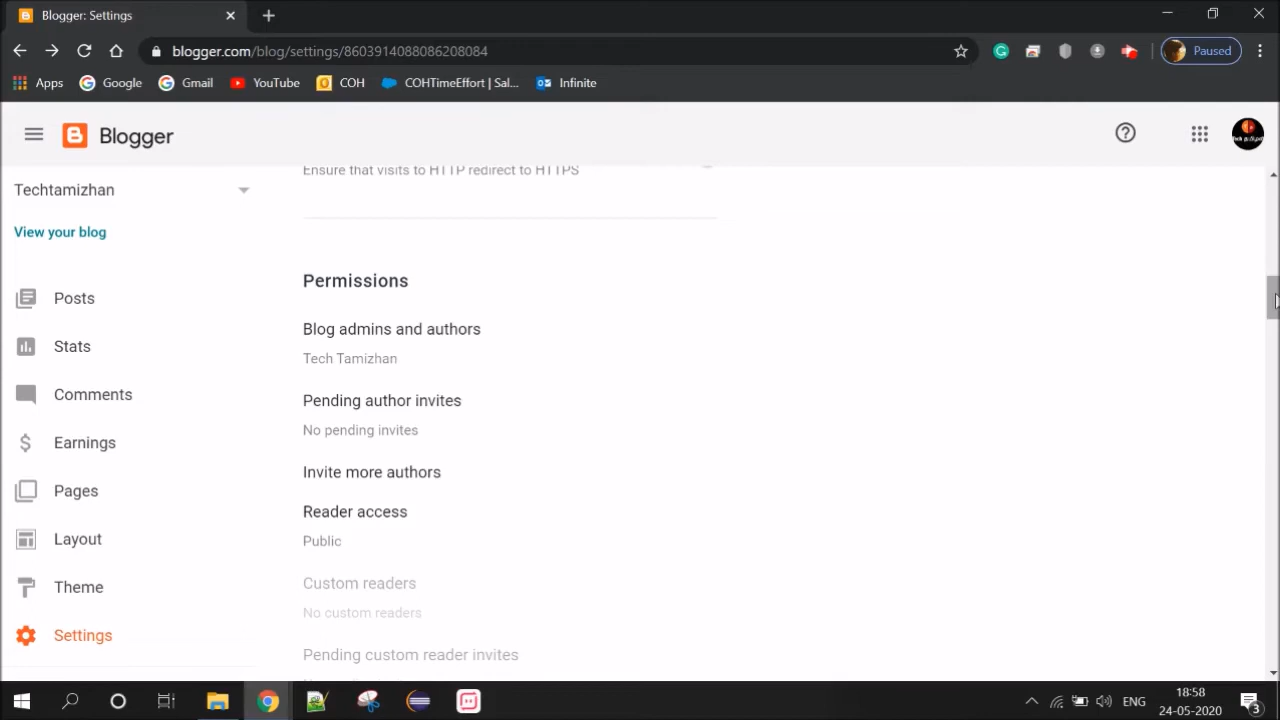 Blogger: Settings
blogger.com/blog/settings/8603914088086208084
Paused
Apps
Google
Gmail
YouTube
COH
COHTimeEffort | Sal...
Infinite
Blogger
Techtamizhan
View your blog
Posts
Stats
Comments
Earnings
Pages
Layout
Theme
Settings
Ensure that visits to HTTP redirect to HTTPS
Permissions
Blog admins and authors
Tech Tamizhan
Pending author invites
No pending invites
Invite more authors
Reader access
Public
Custom readers
No custom readers
Pending custom reader invites
ENG
18:58
24-05-2020
3